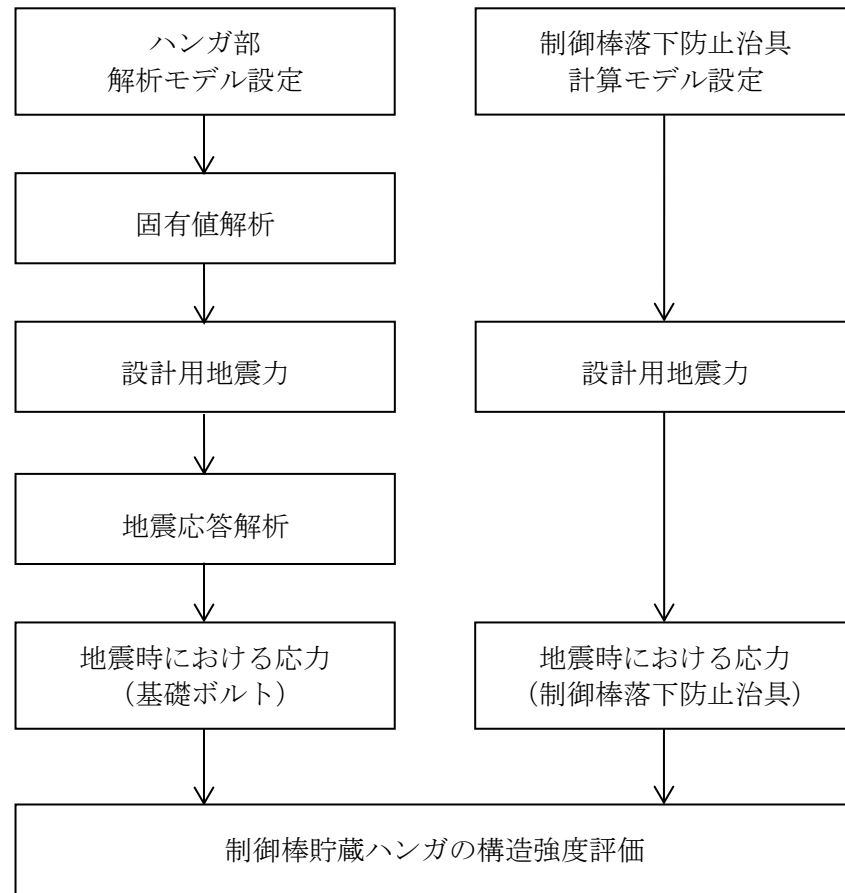 ハンガ部
解析モデル設定
固有値解析
設計用地震力
地震応答解析
地震時における応力
（基礎ボルト）
制御棒落下防止治具
計算モデル設定
設計用地震力
地震時における応力
（制御棒落下防止治具）
制御棒貯蔵ハンガの構造強度評価